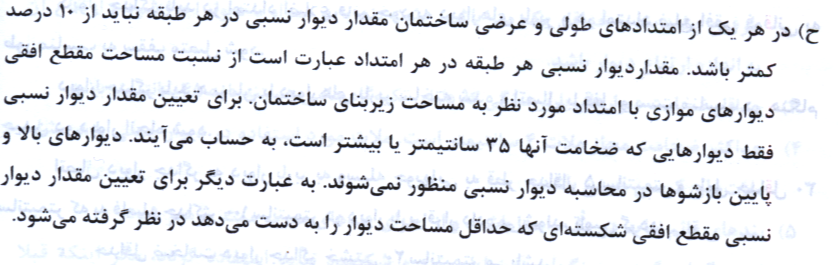 ح) در هر یک از امتدادهای طولی و عرضی ساختمان مقدار دیوار نسبی در هر طبقه نباید از ۱۰ درصد
کمتر باشد. مقداردیوار نسبی هر طبقه در هر امتداد عبارت است از نسبت مساحت مقطع افقی
دیوارهای موازی با امتداد مورد نظر به مساحت زیربنای ساختمان. برای تعیین مقدار دیوار نسبی
فقط دیوارهایی که ضخامت آنها ۳۵ سانتیمتر یا بیشتر است، به حساب می‌آیند. دیوارهای بالا و
پایین بازشوها در محاسبه دیوار نسبی منظور نمی‌شوند. به عبارت دیگر برای تعیین مقدار دیوار
نسبی مقطع افقی شکسته‌ای که حداقل مساحت دیوار را به دست می‌دهد در نظر گرفته می‌شود.